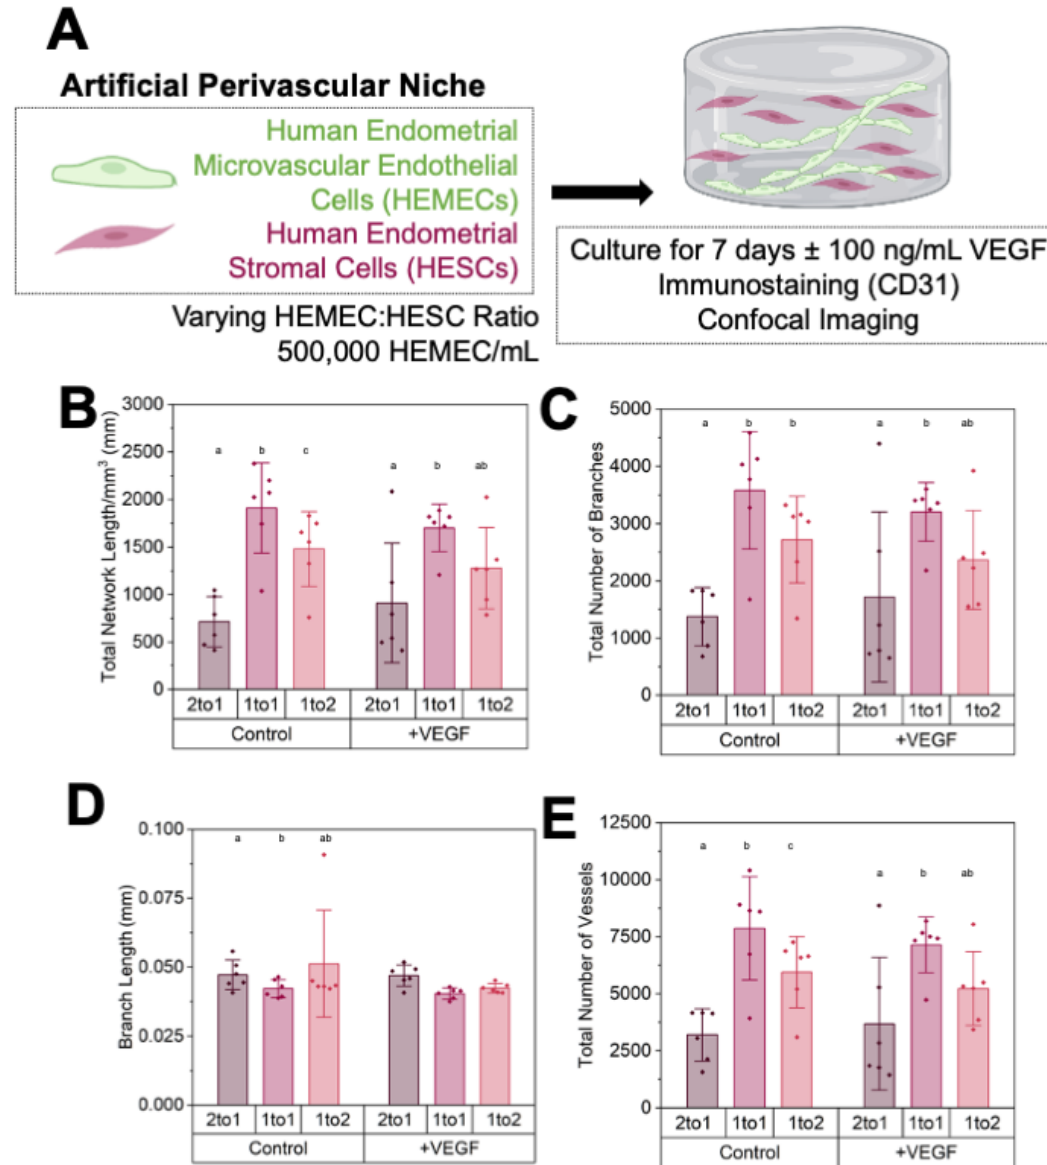 A
Artificial Perivascular Niche
Human Endometrial
Microvascular Endothelial
Cells (HEMECs)
Human Endometrial
Stromal Cells (HESCs)
Varying HEMEC:HESC Ratio
500,000 HEMEC/mL
Culture for 7 days ± 100 ng/mL VEGF
Immunostaining (CD31)
Confocal Imaging
B
Total Network Length/mm³ (mm)
3000
2500
2000
1500
1000
500
0
a b c a b ab
2to1 1to1 1to2 2to1 1to1 1to2
Control +VEGF
C
Total Number of Branches
5000
4000
3000
2000
1000
0
a b b a b ab
2to1 1to1 1to2 2to1 1to1 1to2
Control +VEGF
D
Branch Length (mm)
0.100
0.075
0.050
0.025
0.000
a b ab
2to1 1to1 1to2 2to1 1to1 1to2
Control +VEGF
E
Total Number of Vessels
12500
10000
7500
5000
2500
0
a b c a b ab
2to1 1to1 1to2 2to1 1to1 1to2
Control +VEGF